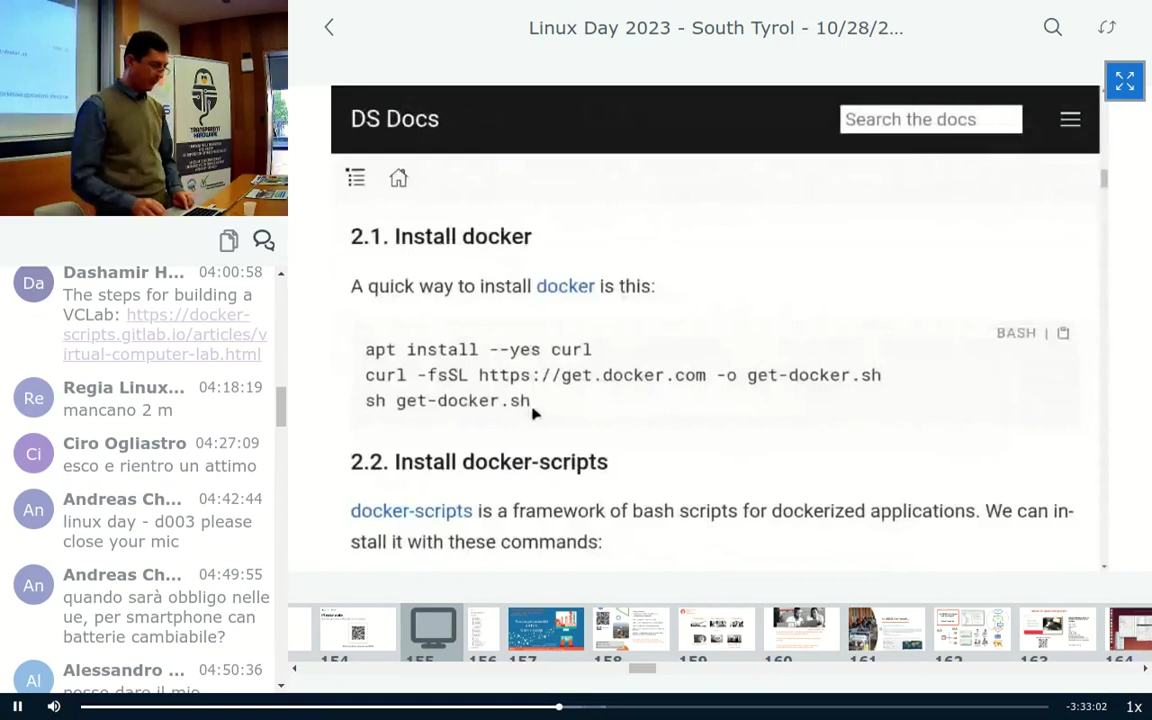 Linux Day 2023 - South Tyrol - 10/28/2...
DS Docs
Search the docs
2.1. Install docker
A quick way to install docker is this:
BASH |
apt install --yes curl
curl -fsSL https://get.docker.com -o get-docker.sh
sh get-docker.sh
2.2. Install docker-scripts
docker-scripts is a framework of bash scripts for dockerized applications. We can in-
stall it with these commands:
TRANSPARENT
HARDWARE
Da
Dashamir H... 04:00:58
The steps for building a
VCLab: https://docker-
scripts.gitlab.io/articles/v
irtual-computer-lab.html
Re
Regia Linux... 04:18:19
mancano 2 m
Ci
Ciro Ogliastro 04:27:09
esco e rientro un attimo
An
Andreas Ch... 04:42:44
linux day - d003 please
close your mic
An
Andreas Ch... 04:49:55
quando sarà obbligo nelle
ue, per smartphone can
batterie cambiabile?
Al
Alessandro ... 04:50:36
posso dare il mio
154
155
156
157
158
159
160
161
162
163
164
-3:33:02
1x